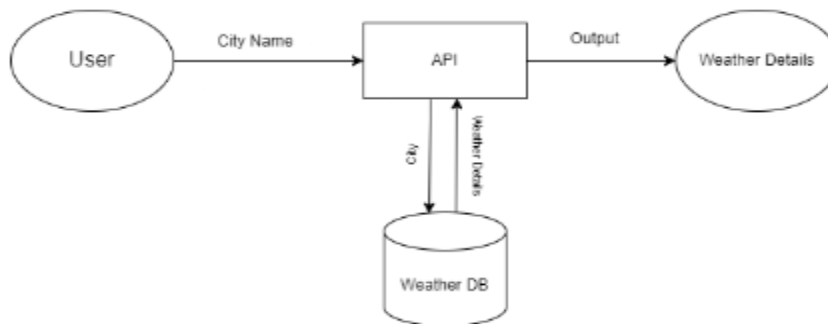 User
City Name
API
Output
Weather Details
City
Weather Details
Weather DB